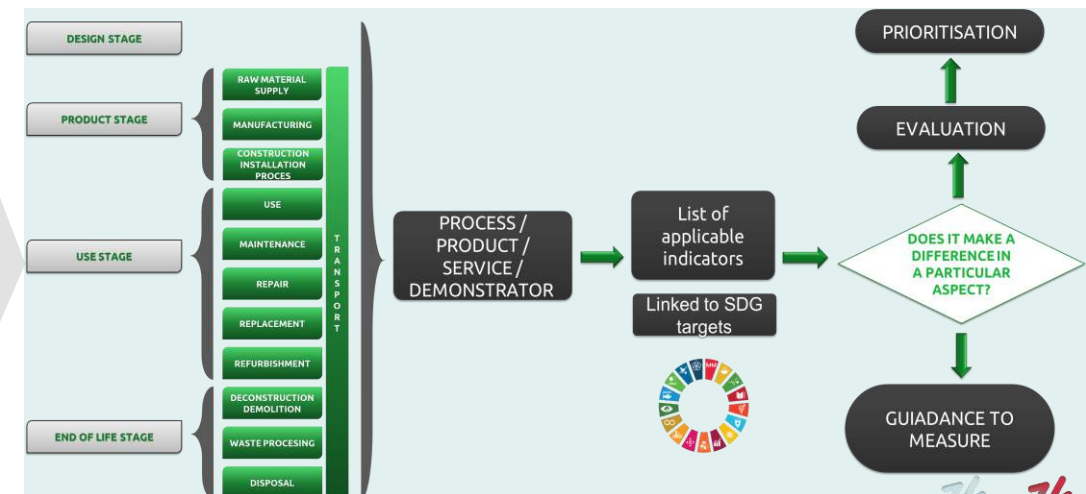 DESIGN STAGE
PRODUCT STAGE
USE STAGE
END OF LIFE STAGE
RAW MATERIAL
SUPPLY
MANUFACTURING
CONSTRUCTION
INSTALLATION
PROCES
USE
MAINTENANCE
REPAIR
REPLACEMENT
REFURBISHMENT
DECONSTRUCTION
DEMOLITION
WASTE PROCESING
DISPOSAL
TRANSPORT
PROCESS /
PRODUCT /
SERVICE /
DEMONSTRATOR
List of
applicable
indicators
Linked to SDG
targets
DOES IT MAKE A
DIFFERENCE IN
A PARTICULAR
ASPECT?
EVALUATION
PRIORITISATION
GUIADANCE TO
MEASURE